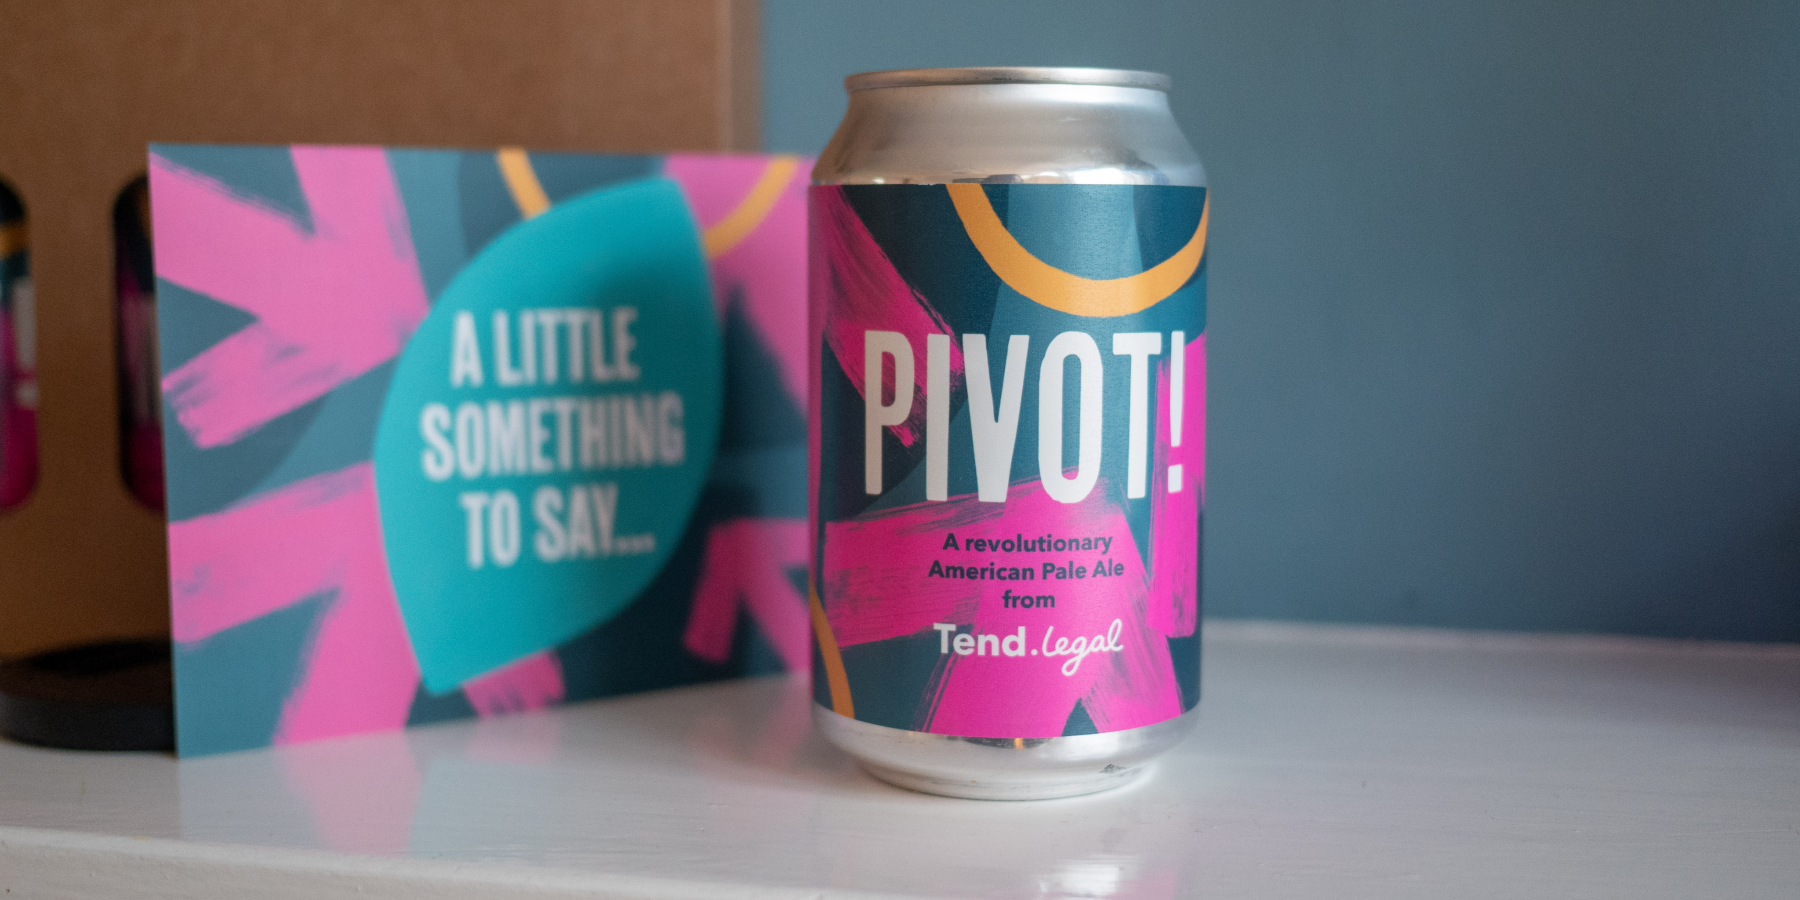 A LITTLE
SOMETHING
TO SAY...
PIVOT!
A revolutionary
American Pale Ale
from
Tend.Legal